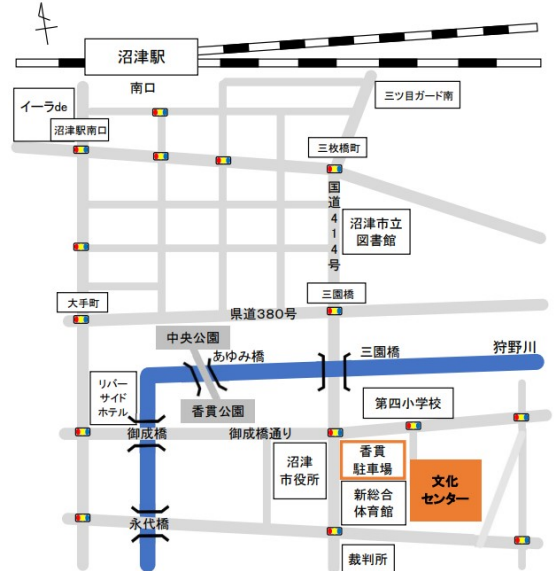 沼津駅
南口
イーラde
沼津駅南口
三ツ目ガード南
三枚橋町
国道414号
沼津市立
図書館
大手町
三園橋
県道380号
中央公園
あゆみ橋
三園橋
狩野川
リバー
サイド
ホテル
香貫公園
第四小学校
御成橋
御成橋通り
沼津
市役所
香貫
駐車場
文化
センター
新総合
体育館
永代橋
裁判所